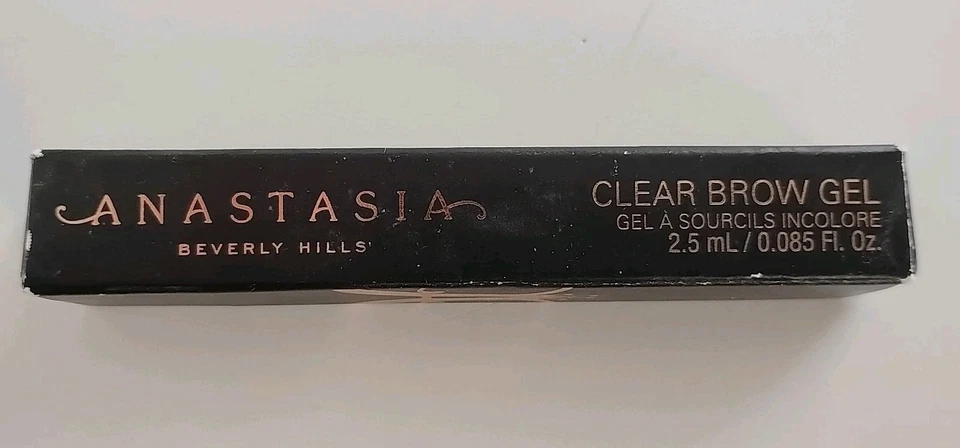 ANASTASIA
BEVERLY HILLS
CLEAR BROW GEL
GEL À SOURCILS INCOLORE
2.5 mL / 0.085 Fl. Oz.